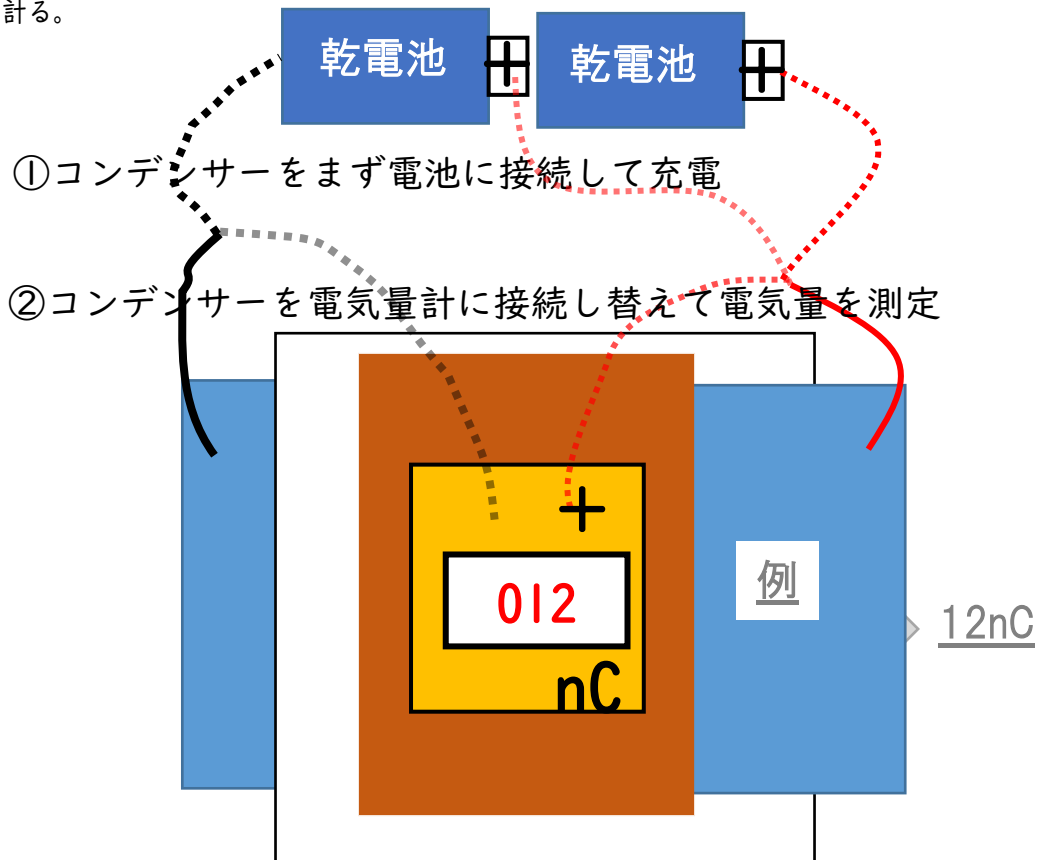 計る。
乾電池 + 乾電池 +
①コンデンサーをまず電池に接続して充電
②コンデンサーを電気量計に接続し替えて電気量を測定
+
012
nC
例
12nC